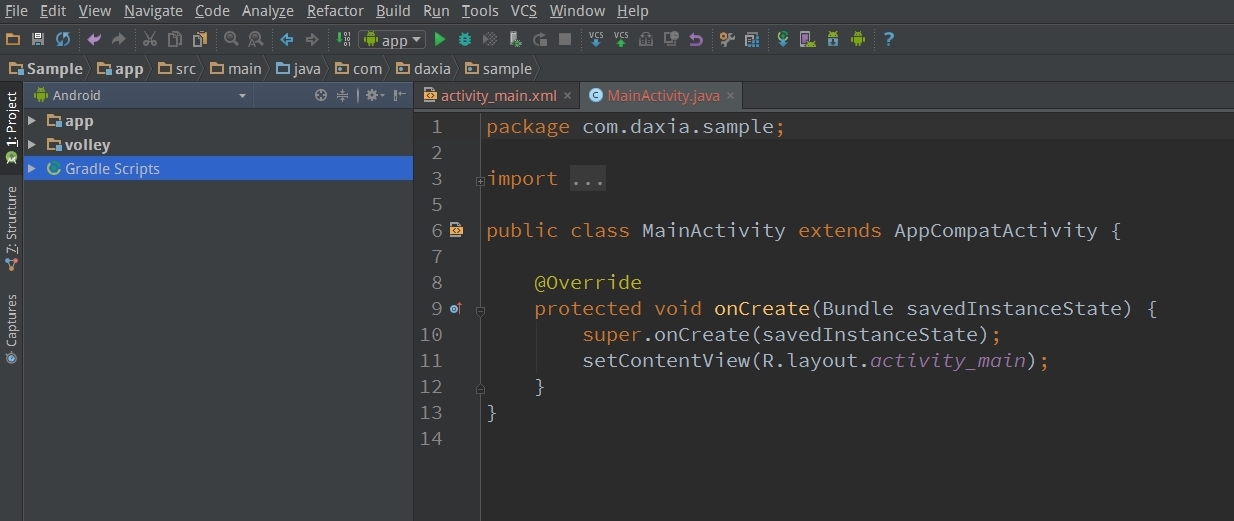 File Edit View Navigate Code Analyze Refactor Build Run Tools VCS Window Help
app VCS VCS ?
Sample app src main java com daxia sample
1: Project
Android
app
volley
Gradle Scripts
Z: Structure
Captures
activity_main.xml MainActivity.java
1 package com.daxia.sample;
2
3 import ...
5
6 public class MainActivity extends AppCompatActivity {
7
8 @Override
9 protected void onCreate(Bundle savedInstanceState) {
10 super.onCreate(savedInstanceState);
11 setContentView(R.layout.activity_main);
12 }
13 }
14